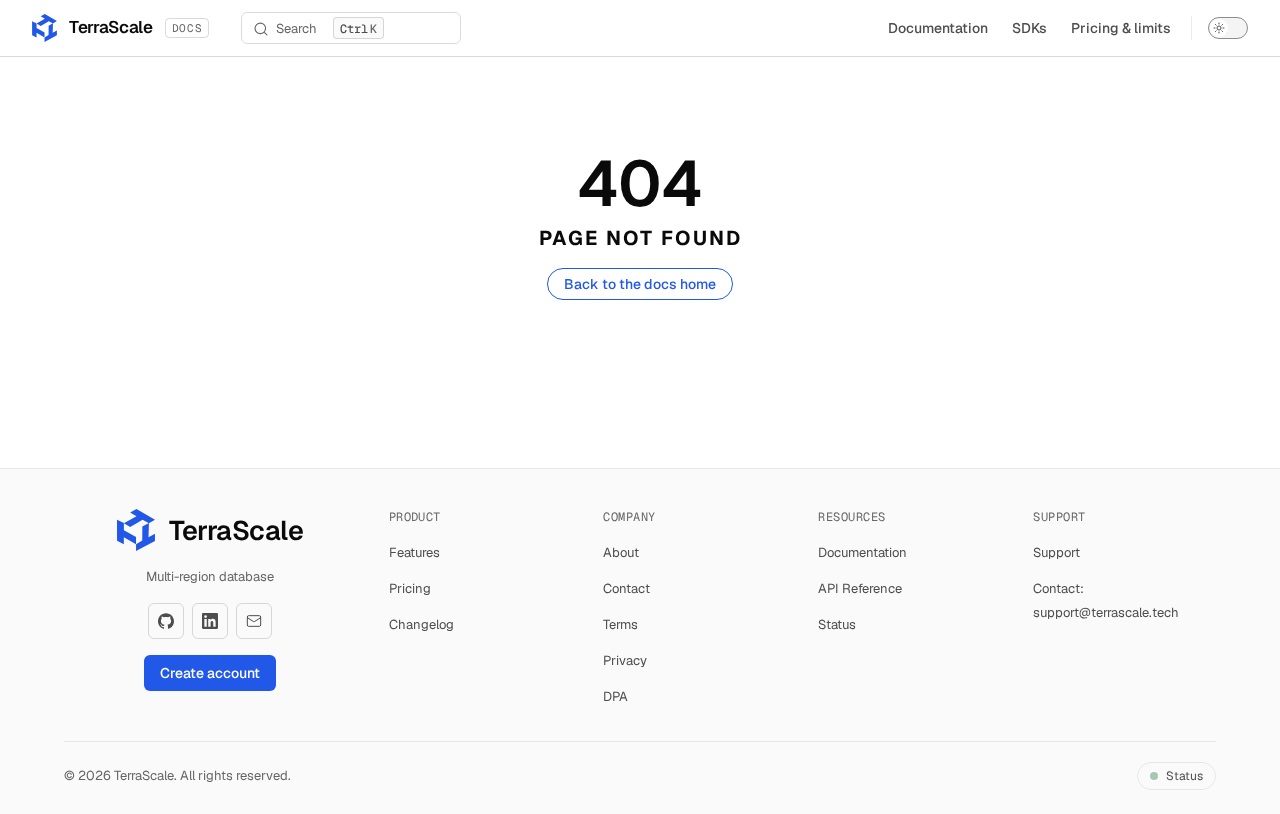 TerraScale DOCS Search Ctrl K Documentation SDKs Pricing & limits
404
PAGE NOT FOUND
Back to the docs home
TerraScale
Multi-region database
Create account
PRODUCT
Features
Pricing
Changelog
COMPANY
About
Contact
Terms
Privacy
DPA
RESOURCES
Documentation
API Reference
Status
SUPPORT
Support
Contact:
support@terrascale.tech
© 2026 TerraScale. All rights reserved.
Status